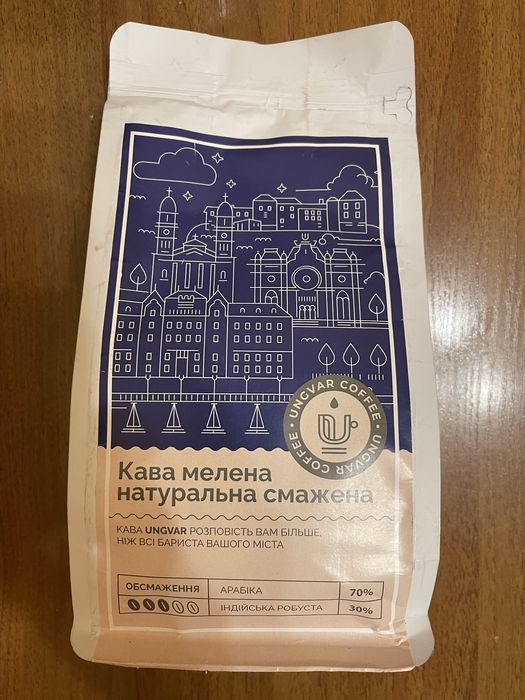 UNGVAR COFFEE • UNGVAR COFFEE •
Кава мелена
натуральна смажена
КАВА UNGVAR РОЗПОВІСТЬ ВАМ БІЛЬШЕ,
НІЖ ВСІ БАРИСТА ВАШОГО МІСТА
ОБСМАЖЕННЯ АРАБІКА 70%
ІНДІЙСЬКА РОБУСТА 30%